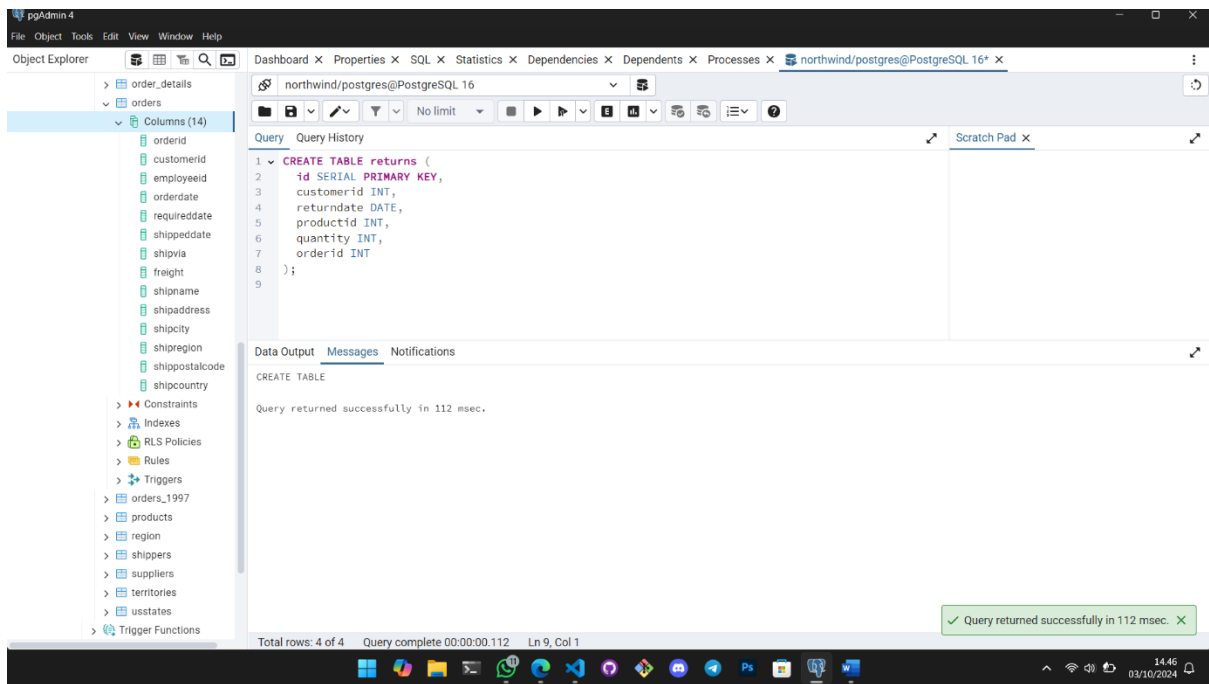 pgAdmin 4
File Object Tools Edit View Window Help
Object Explorer
Dashboard Properties SQL Statistics Dependencies Dependents Processes northwind/postgres@PostgreSQL 16*
order_details
orders
Columns (14)
orderid
customerid
employeeid
orderdate
requireddate
shippeddate
shipvia
freight
shipname
shipaddress
shipcity
shipregion
shippostalcode
shipcountry
Constraints
Indexes
RLS Policies
Rules
Triggers
orders_1997
products
region
shippers
suppliers
territories
usstates
Trigger Functions
northwind/postgres@PostgreSQL 16
No limit
E
Query Query History
Scratch Pad
1 CREATE TABLE returns (
2 id SERIAL PRIMARY KEY,
3 customerid INT,
4 returndate DATE,
5 productid INT,
6 quantity INT,
7 orderid INT
8 );
9
Data Output Messages Notifications
CREATE TABLE
Query returned successfully in 112 msec.
Query returned successfully in 112 msec.
Total rows: 4 of 4 Query complete 00:00:00.112 Ln 9, Col 1
Ps
14.46
03/10/2024